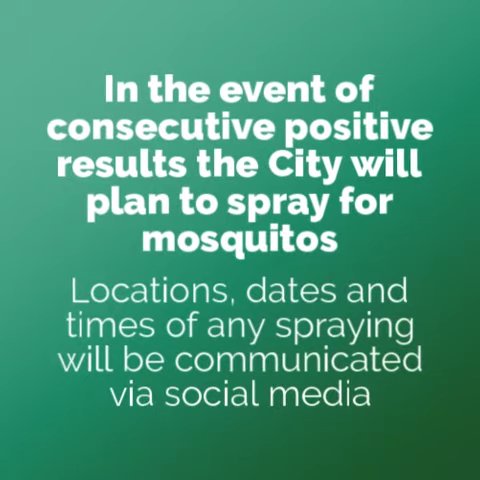 In the event of
consecutive positive
results the City will
plan to spray for
mosquitos
Locations, dates and
times of any spraying
will be communicated
via social media